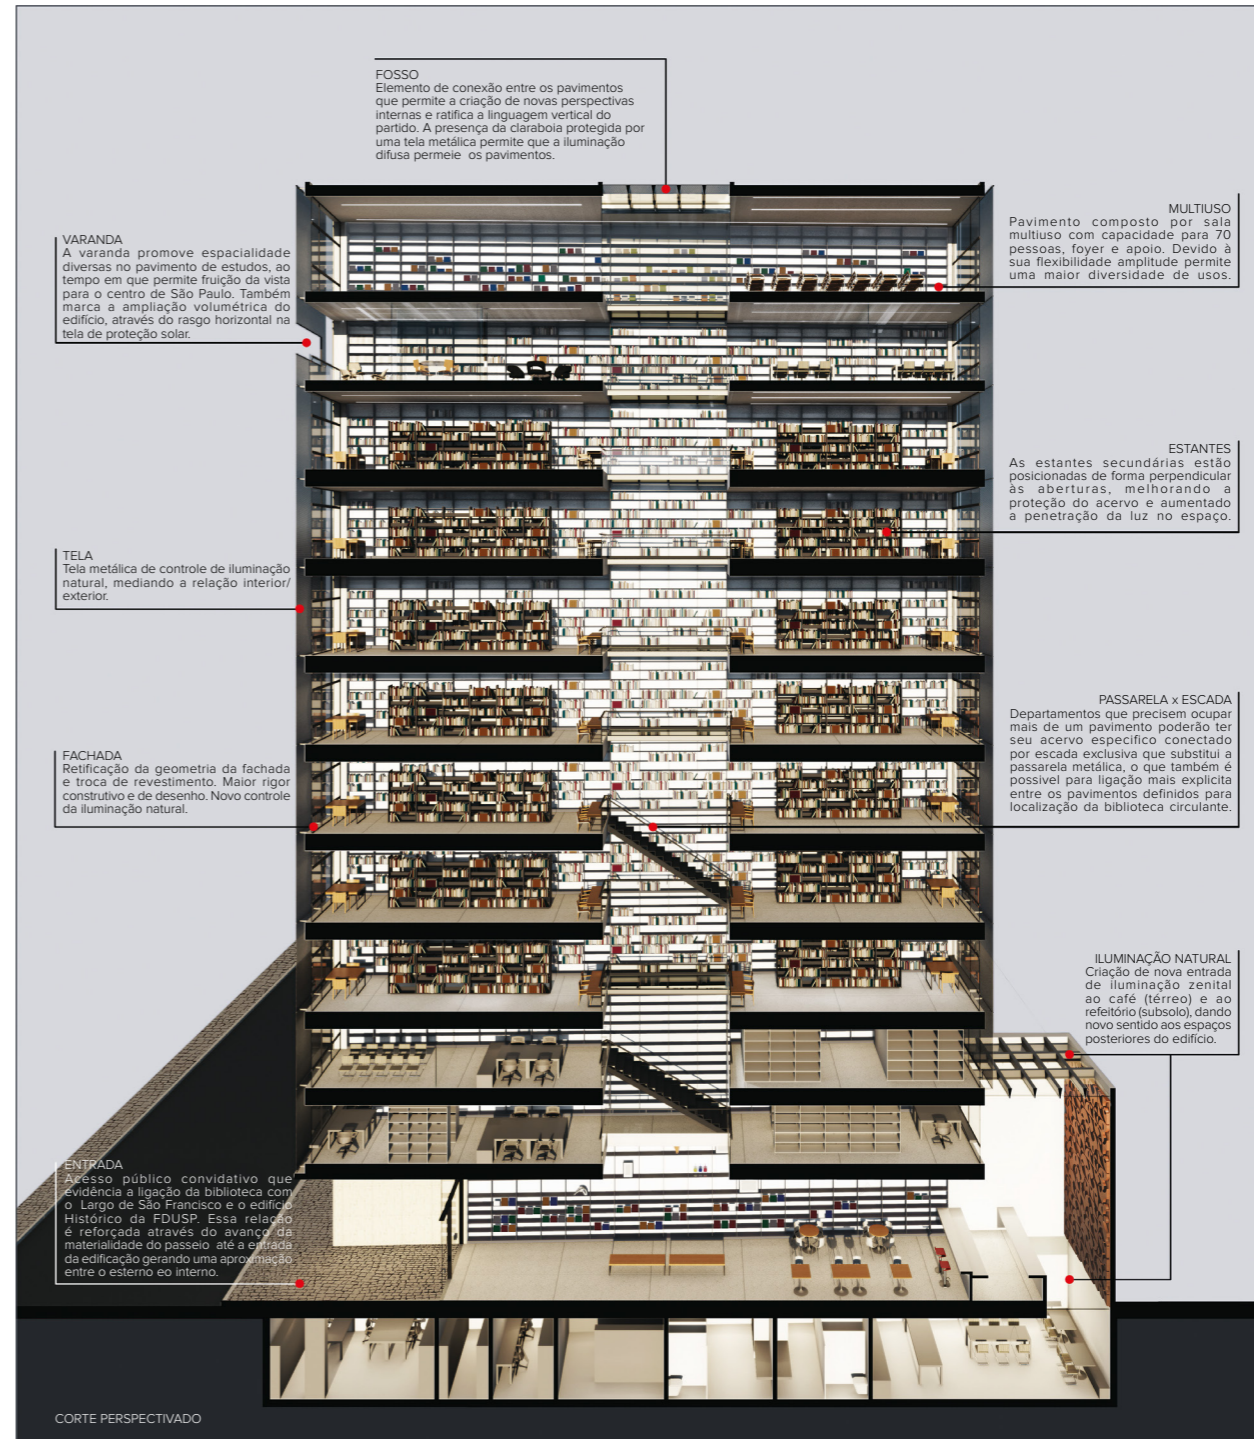 FOSSO
Elemento de conexão entre os pavimentos
que permite a criação de novas perspectivas
internas e ratifica a linguagem vertical do
partido. A presença da claraboia protegida por
uma tela metálica permite que a iluminação
difusa permeie os pavimentos.
VARANDA
A varanda promove espacialidade
diversas no pavimento de estudos, ao
tempo em que permite fruição da vista
para o centro de São Paulo. Também
marca a ampliação volumétrica do
edifício, através do rasgo horizontal na
tela de proteção solar.
MULTIUSO
Pavimento composto por sala
multiuso com capacidade para 70
pessoas, foyer e apoio. Devido à
sua flexibilidade amplitude permite
uma maior diversidade de usos.
ESTANTES
As estantes secundárias estão
posicionadas de forma perpendicular
às aberturas, melhorando a
proteção do acervo e aumentado
a penetração da luz no espaço.
TELA
Tela metálica de controle de iluminação
natural, mediando a relação interior/
exterior.
PASSARELA x ESCADA
Departamentos que precisem ocupar
mais de um pavimento poderão ter
seu acervo especifico conectado
por escada exclusiva que substitui a
passarela metálica, o que também é
possivel para ligação mais explicita
entre os pavimentos definidos para
localização da biblioteca circulante.
FACHADA
Retificação da geometria da fachada
e troca de revestimento. Maior rigor
construtivo e de desenho. Novo controle
da iluminação natural.
ILUMINAÇÃO NATURAL
Criação de nova entrada
de iluminação zenital
ao café (térreo) e ao
refeitório (subsolo), dando
novo sentido aos espaços
posteriores do edifício.
ENTRADA
Acesso público convidativo que
evidência a ligação da biblioteca com
o Largo de São Francisco e o edifício
Histórico da FDUSP. Essa relação
é reforçada através do avanço da
materialidade do passeio até a entrada
da edificação gerando uma aproximação
entre o esterno eo interno.
CORTE PERSPECTIVADO